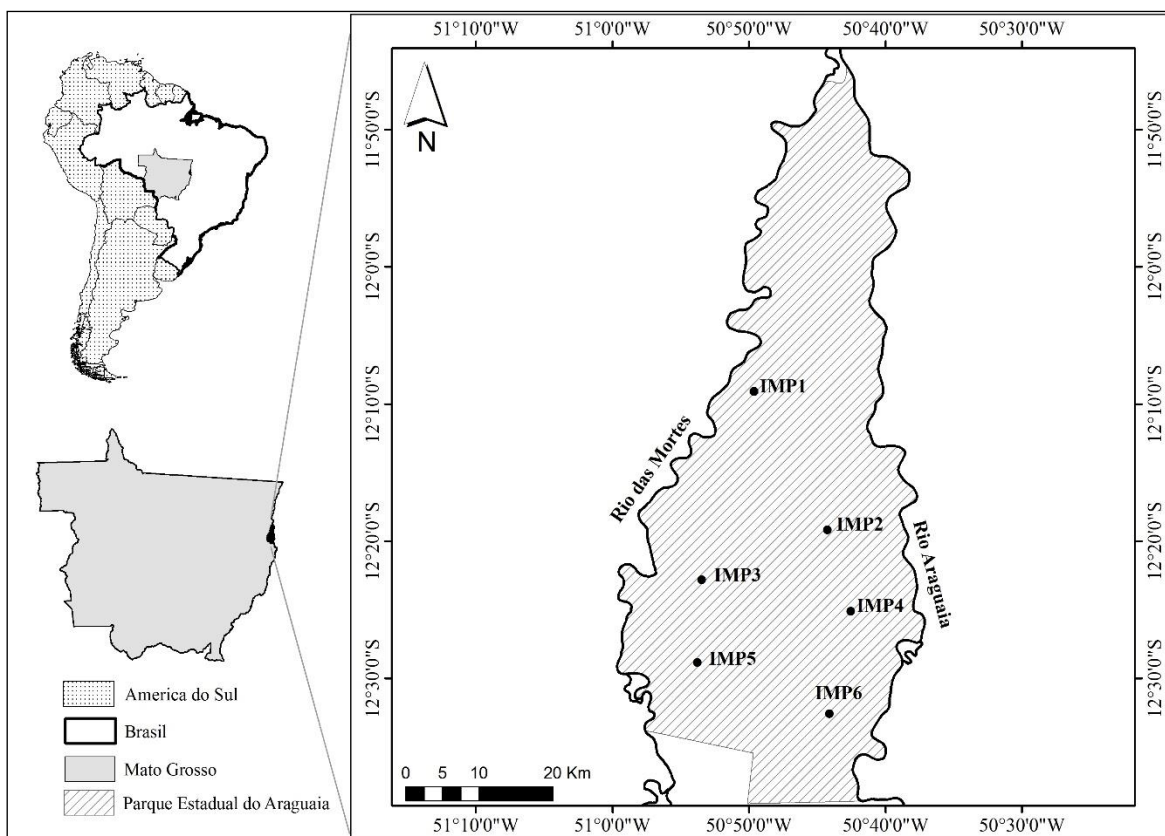 51°10'0"W 51°00'0"W 50°50'0"W 50°40'0"W 50°30'0"W
N
11°50'0"S 11°50'0"S
12°0'0"S 12°0'0"S
12°10'0"S 12°10'0"S
12°20'0"S 12°20'0"S
12°30'0"S 12°30'0"S
IMP1
Rio das Mortes
IMP2
IMP3
IMP4
Rio Araguaia
IMP5
IMP6
0 5 10 20 Km
51°10'0"W 51°00'0"W 50°50'0"W 50°40'0"W 50°30'0"W
America do Sul
Brasil
Mato Grosso
Parque Estadual do Araguaia